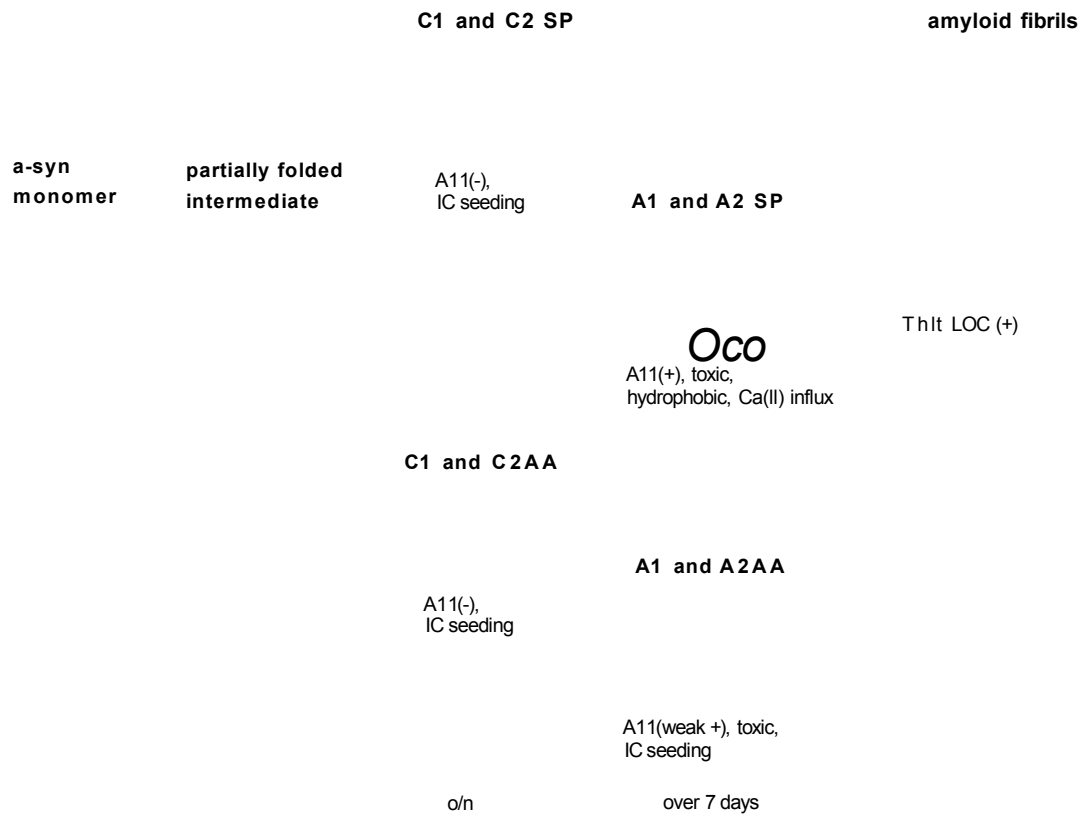 C1 and C2 SP
amyloid fibrils
a-syn
monomer
partially folded
intermediate
A11(-),
IC seeding
A1 and A2 SP
ThIt LOC (+)
Oco
A11(+), toxic,
hydrophobic, Ca(II) influx
C1 and C2AA
A1 and A2AA
A11(-),
IC seeding
A11(weak +), toxic,
IC seeding
o/n
over 7 days